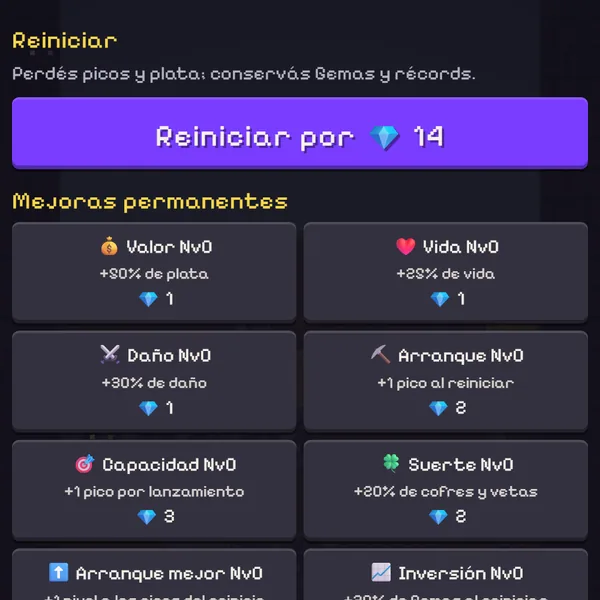 Reiniciar
Perdés picos y plata; conservás Gemas y récords.
Reiniciar por 💎 14
Mejoras permanentes
💰 Valor Nv0
+50% de plata
💎 1
❤️ Vida Nv0
+25% de vida
💎 1
⚔️ Daño Nv0
+30% de daño
💎 1
⛏️ Arranque Nv0
+1 pico al reiniciar
💎 2
🎯 Capacidad Nv0
+1 pico por lanzamiento
💎 3
🍀 Suerte Nv0
+20% de cofres y vetas
💎 2
⬆️ Arranque mejor Nv0
📈 Inversión Nv0